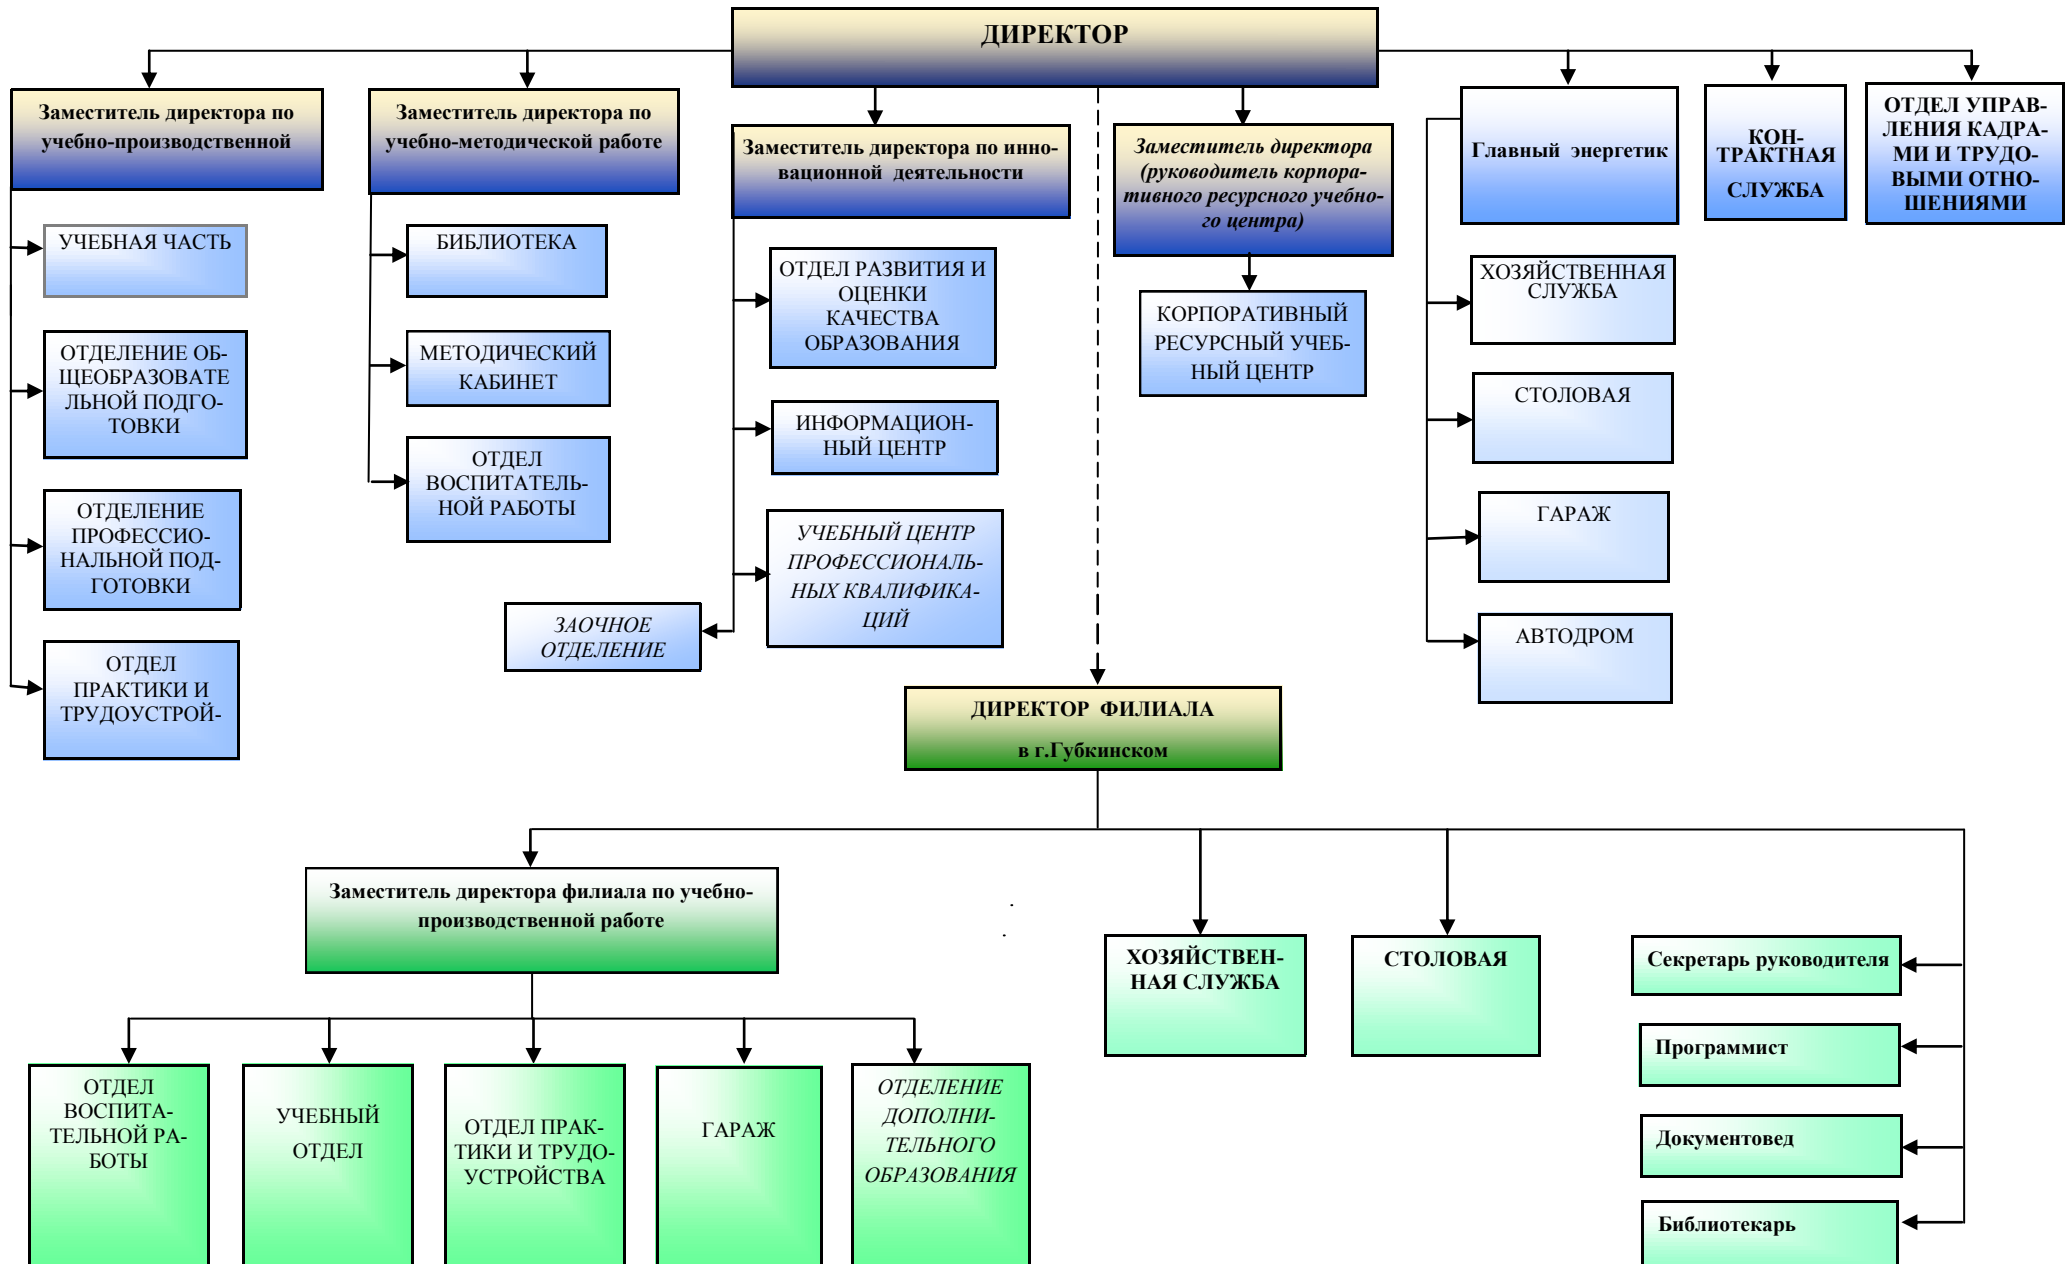 ДИРЕКТОР
Заместитель директора по
учебно-производственной
Заместитель директора по
учебно-методической работе
Заместитель директора по инно-
вационной деятельности
Заместитель директора
(руководитель корпора-
тивного ресурсного учебно-
го центра)
Главный энергетик
КОН-
ТРАКТНАЯ
СЛУЖБА
ОТДЕЛ УПРАВ-
ЛЕНИЯ КАДРА-
МИ И ТРУДО-
ВЫМИ ОТНО-
ШЕНИЯМИ
УЧЕБНАЯ ЧАСТЬ
ОТДЕЛЕНИЕ ОБ-
ЩЕОБРАЗОВАТЕ
ЛЬНОЙ ПОДГО-
ТОВКИ
ОТДЕЛЕНИЕ
ПРОФЕССИО-
НАЛЬНОЙ ПОД-
ГОТОВКИ
ОТДЕЛ
ПРАКТИКИ И
ТРУДОУСТРОЙ-
БИБЛИОТЕКА
МЕТОДИЧЕСКИЙ
КАБИНЕТ
ОТДЕЛ
ВОСПИТАТЕЛЬ-
НОЙ РАБОТЫ
ОТДЕЛ РАЗВИТИЯ И
ОЦЕНКИ
КАЧЕСТВА
ОБРАЗОВАНИЯ
ИНФОРМАЦИОН-
НЫЙ ЦЕНТР
УЧЕБНЫЙ ЦЕНТР
ПРОФЕССИОНАЛЬ-
НЫХ КВАЛИФИКА-
ЦИЙ
ЗАОЧНОЕ
ОТДЕЛЕНИЕ
КОРПОРАТИВНЫЙ
РЕСУРСНЫЙ УЧЕБ-
НЫЙ ЦЕНТР
ХОЗЯЙСТВЕННАЯ
СЛУЖБА
СТОЛОВАЯ
ГАРАЖ
АВТОДРОМ
ДИРЕКТОР ФИЛИАЛА
в г.Губкинском
Заместитель директора филиала по учебно-
производственной работе
ХОЗЯЙСТВЕН-
НАЯ СЛУЖБА
СТОЛОВАЯ
Секретарь руководителя
Программист
Документовед
Библиотекарь
ОТДЕЛ
ВОСПИТА-
ТЕЛЬНОЙ РА-
БОТЫ
УЧЕБНЫЙ
ОТДЕЛ
ОТДЕЛ ПРАК-
ТИКИ И ТРУДО-
УСТРОЙСТВА
ГАРАЖ
ОТДЕЛЕНИЕ
ДОПОЛНИ-
ТЕЛЬНОГО
ОБРАЗОВАНИЯ